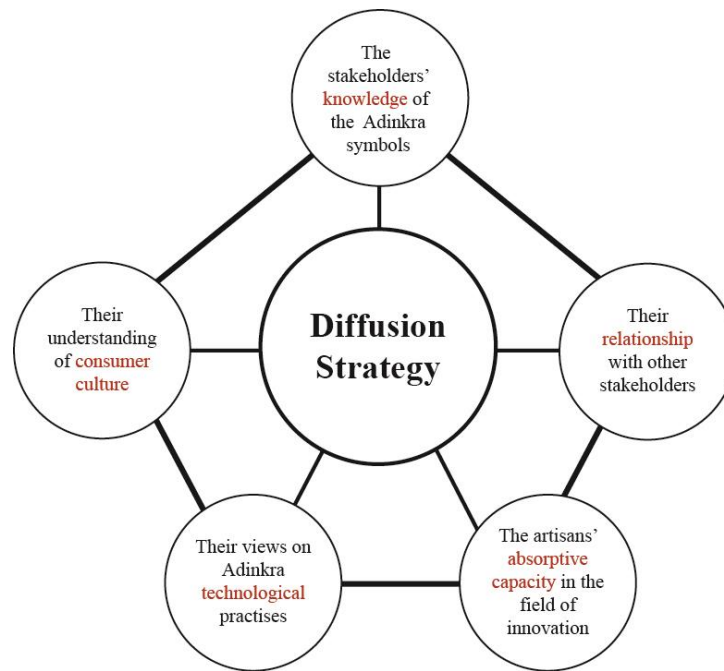 The
stakeholders’
knowledge of
the Adinkra
symbols
Their
understanding
of consumer
culture
Diffusion
Strategy
Their
relationship
with other
stakeholders
Their views on
Adinkra
technological
practises
The artisans’
absorptive
capacity in the
field of
innovation